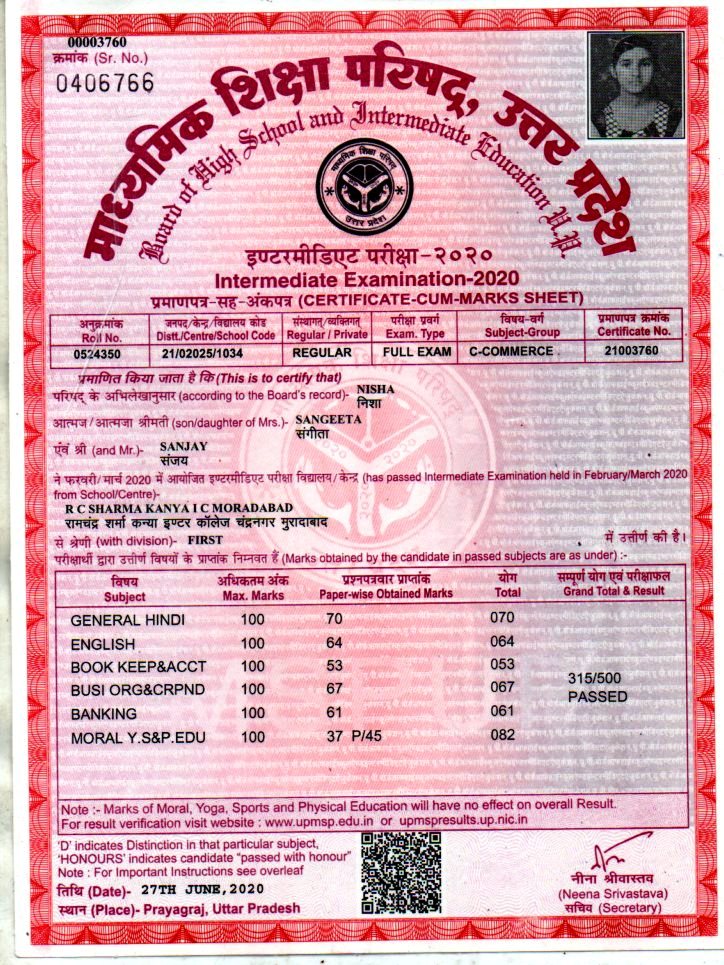 00003760
क्रमांक (Sr. No.)
0406766
माध्यमिक शिक्षा परिषद्, उत्तर प्रदेश
Board of High School and Intermediate Education U.P.
माध्यमिक शिक्षा परिषद
उत्तर प्रदेश
इण्टरमीडिएट परीक्षा-२०२०
Intermediate Examination-2020
प्रमाणपत्र-सह-अंकपत्र (CERTIFICATE-CUM-MARKS SHEET)
अनुक्रमांक जनपद/केन्द्र/विद्यालय कोड संस्थागत/व्यक्तिगत परीक्षा प्रवर्ग विषय-वर्ग प्रमाणपत्र क्रमांक
Roll No. Distt./Centre/School Code Regular / Private Exam. Type Subject-Group Certificate No.
0524350 21/02025/1034 REGULAR FULL EXAM C-COMMERCE 21003760
प्रमाणित किया जाता है कि (This is to certify that)
परिषद् के अभिलेखानुसार (according to the Board's record)- NISHA
निशा
आत्मज/आत्मजा श्रीमती (son/daughter of Mrs.)- SANGEETA
संगीता
एवं श्री (and Mr.)- SANJAY
संजय
ने फरवरी/मार्च 2020 में आयोजित इण्टरमीडिएट परीक्षा विद्यालय/केन्द्र (has passed Intermediate Examination held in February/March 2020
from School/Centre)-
R C SHARMA KANYA I C MORADABAD
रामचंद्र शर्मा कन्या इण्टर कॉलेज चंद्रनगर मुरादाबाद
से श्रेणी (with division)- FIRST में उत्तीर्ण की है।
परीक्षार्थी द्वारा उत्तीर्ण विषयों के प्राप्तांक निम्नवत हैं (Marks obtained by the candidate in passed subjects are as under) :-
विषय अधिकतम अंक प्रश्नपत्रवार प्राप्तांक योग सम्पूर्ण योग एवं परीक्षाफल
Subject Max. Marks Paper-wise Obtained Marks Total Grand Total & Result
GENERAL HINDI 100 70 070
ENGLISH 100 64 064
BOOK KEEP&ACCT 100 53 053
BUSI ORG&CRPND 100 67 067
315/500
PASSED
BANKING 100 61 061
MORAL Y.S&P.EDU 100 37 P/45 082
Note :- Marks of Moral, Yoga, Sports and Physical Education will have no effect on overall Result.
For result verification visit website : www.upmsp.edu.in or upmspresults.up.nic.in
'D' indicates Distinction in that particular subject,
'HONOURS' indicates candidate "passed with honour"
Note : For Important Instructions see overleaf
तिथि (Date)- 27TH JUNE,2020
स्थान (Place)- Prayagraj, Uttar Pradesh
नीना श्रीवास्तव
(Neena Srivastava)
सचिव (Secretary)